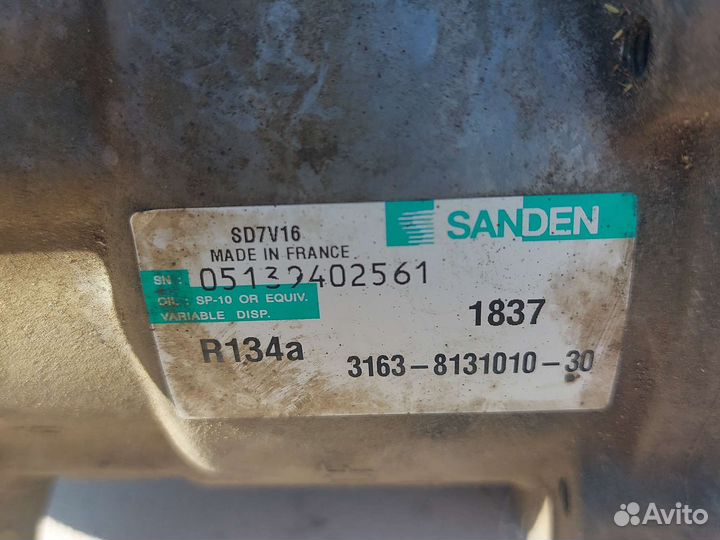 SANDEN
SD7V16
MADE IN FRANCE
SN: 05139402561
OIL: SP-10 OR EQUIV.
VARIABLE DISP.
1837
R134a
3163-8131010-30
Avito